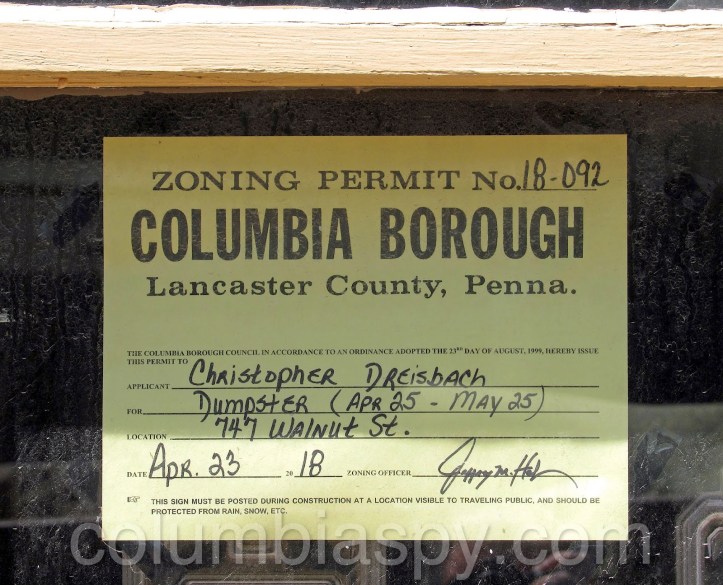 ZONING PERMIT No. 18-092
COLUMBIA BOROUGH
Lancaster County, Penna.
THE COLUMBIA BOROUGH COUNCIL IN ACCORDANCE TO AN ORDINANCE ADOPTED THE 23RD DAY OF AUGUST, 1999, HEREBY ISSUE
THIS PERMIT TO
APPLICANT Christopher Dreisbach
FOR Dumpster (Apr 25 - May 25)
LOCATION 747 Walnut St.
DATE Apr. 23 2018 ZONING OFFICER
THIS SIGN MUST BE POSTED DURING CONSTRUCTION AT A LOCATION VISIBLE TO TRAVELING PUBLIC, AND SHOULD BE
PROTECTED FROM RAIN, SNOW, ETC.
columbiaspy.com